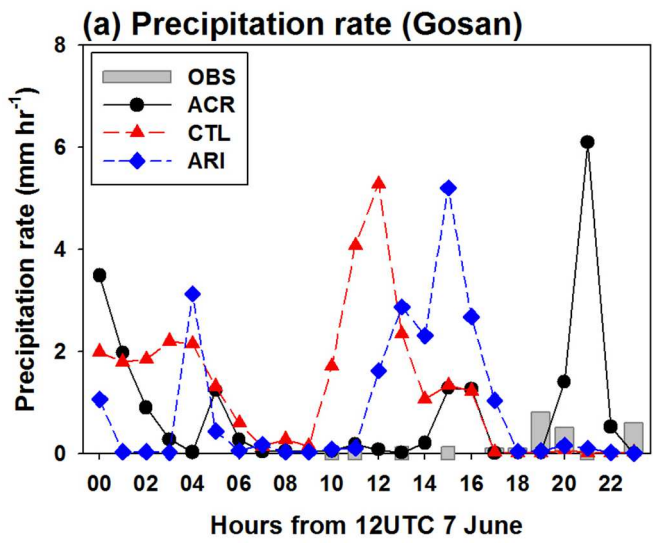 (a) Precipitation rate (Gosan)
8
6
4
2
0
Precipitation rate (mm hr⁻¹)
OBS
ACR
CTL
ARI
00 02 04 06 08 10 12 14 16 18 20 22
Hours from 12UTC 7 June